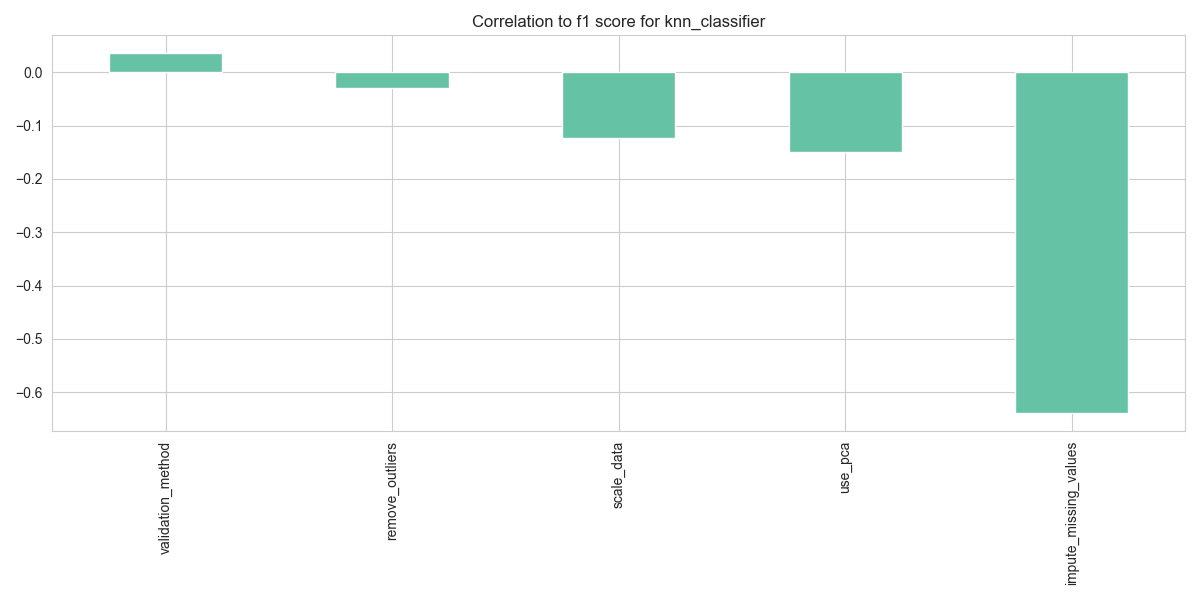 Correlation to f1 score for knn_classifier
0.0
−0.1
−0.2
−0.3
−0.4
−0.5
−0.6
validation_method
remove_outliers
scale_data
use_pca
impute_missing_values